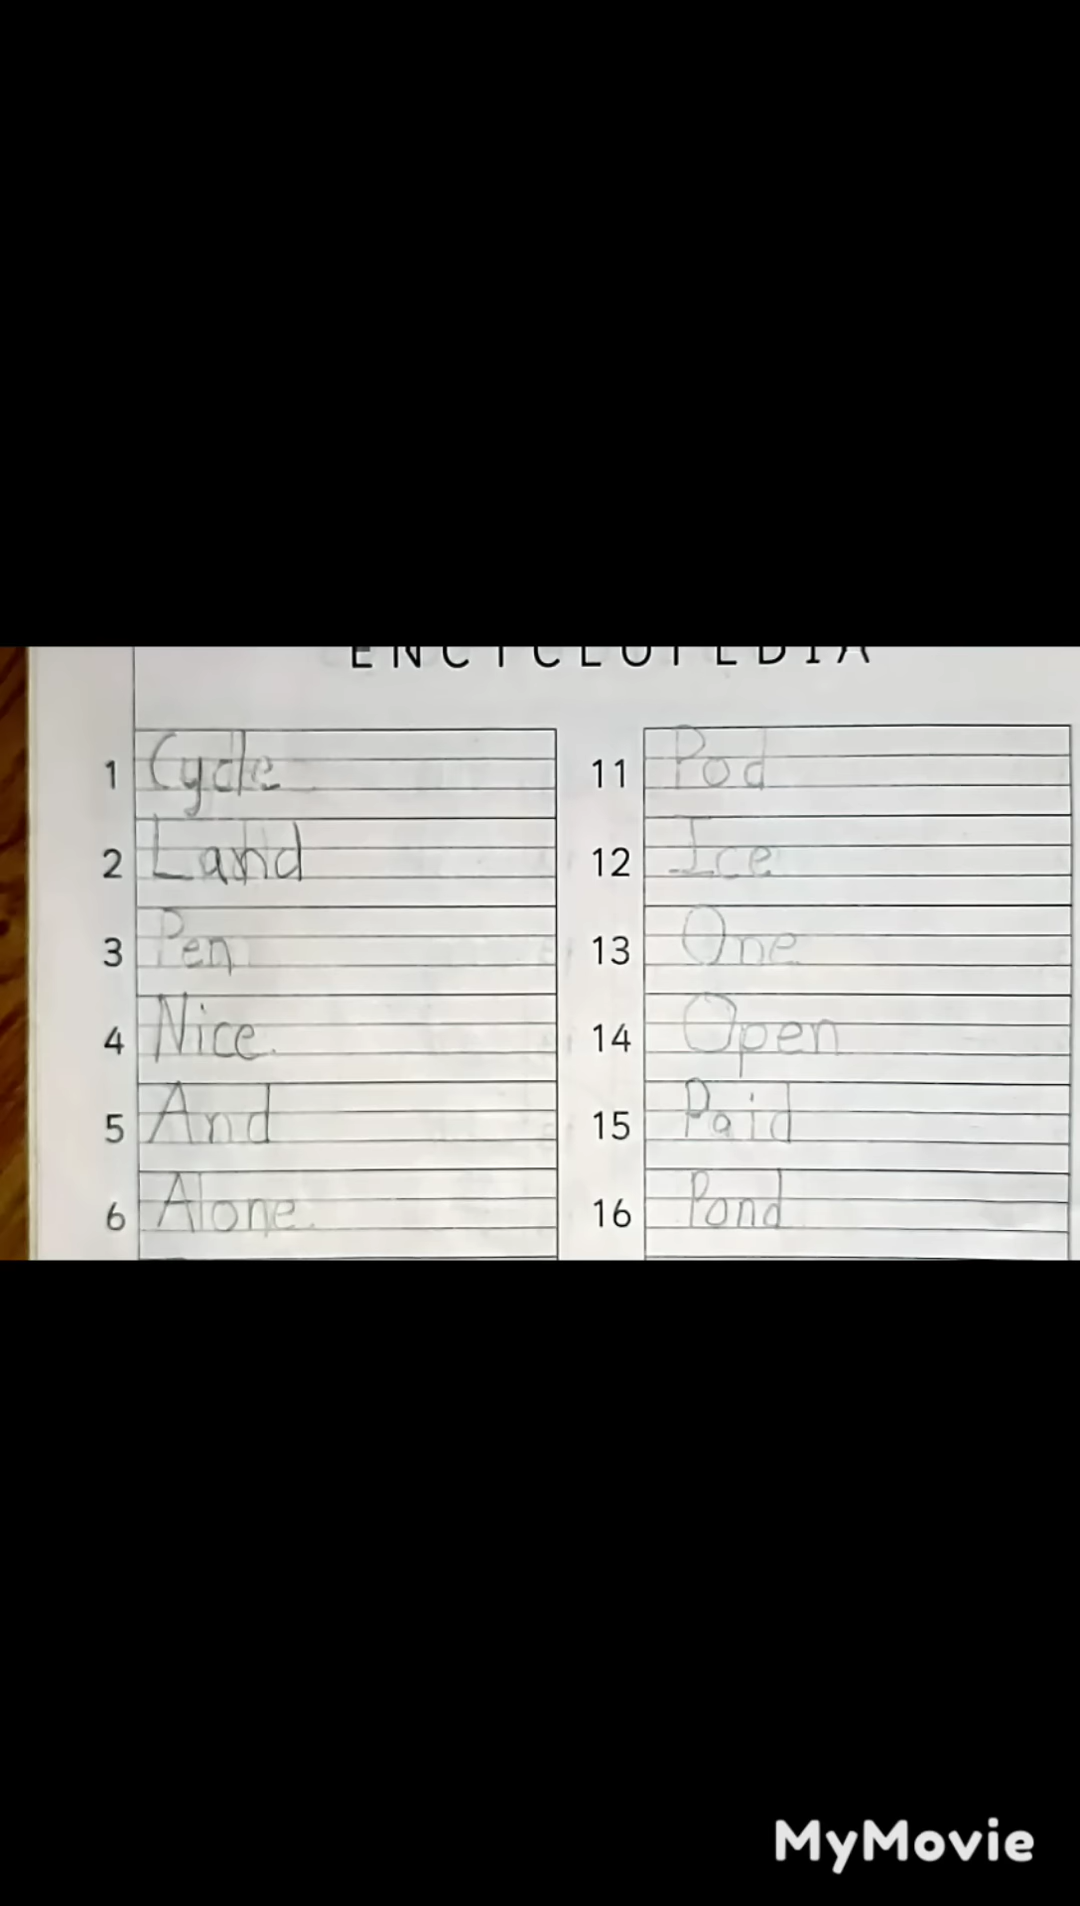 ENCYCLOPEDIA
1 Cycle
2 Land
3 Pen
4 Nice
5 And
6 Alone
11 Pod
12 Ice
13 One
14 Open
15 Paid
16 Pond
MyMovie